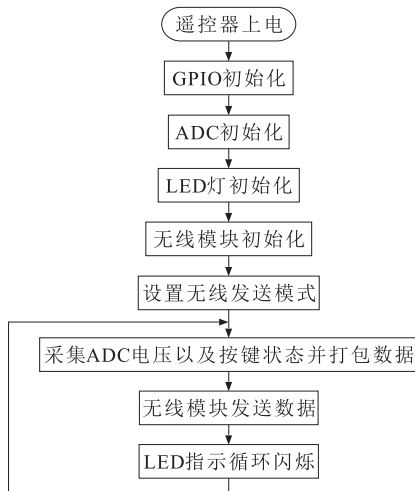 遥控器上电
GPIO初始化
ADC初始化
LED灯初始化
无线模块初始化
设置无线发送模式
采集ADC电压以及按键状态并打包数据
无线模块发送数据
LED指示循环闪烁